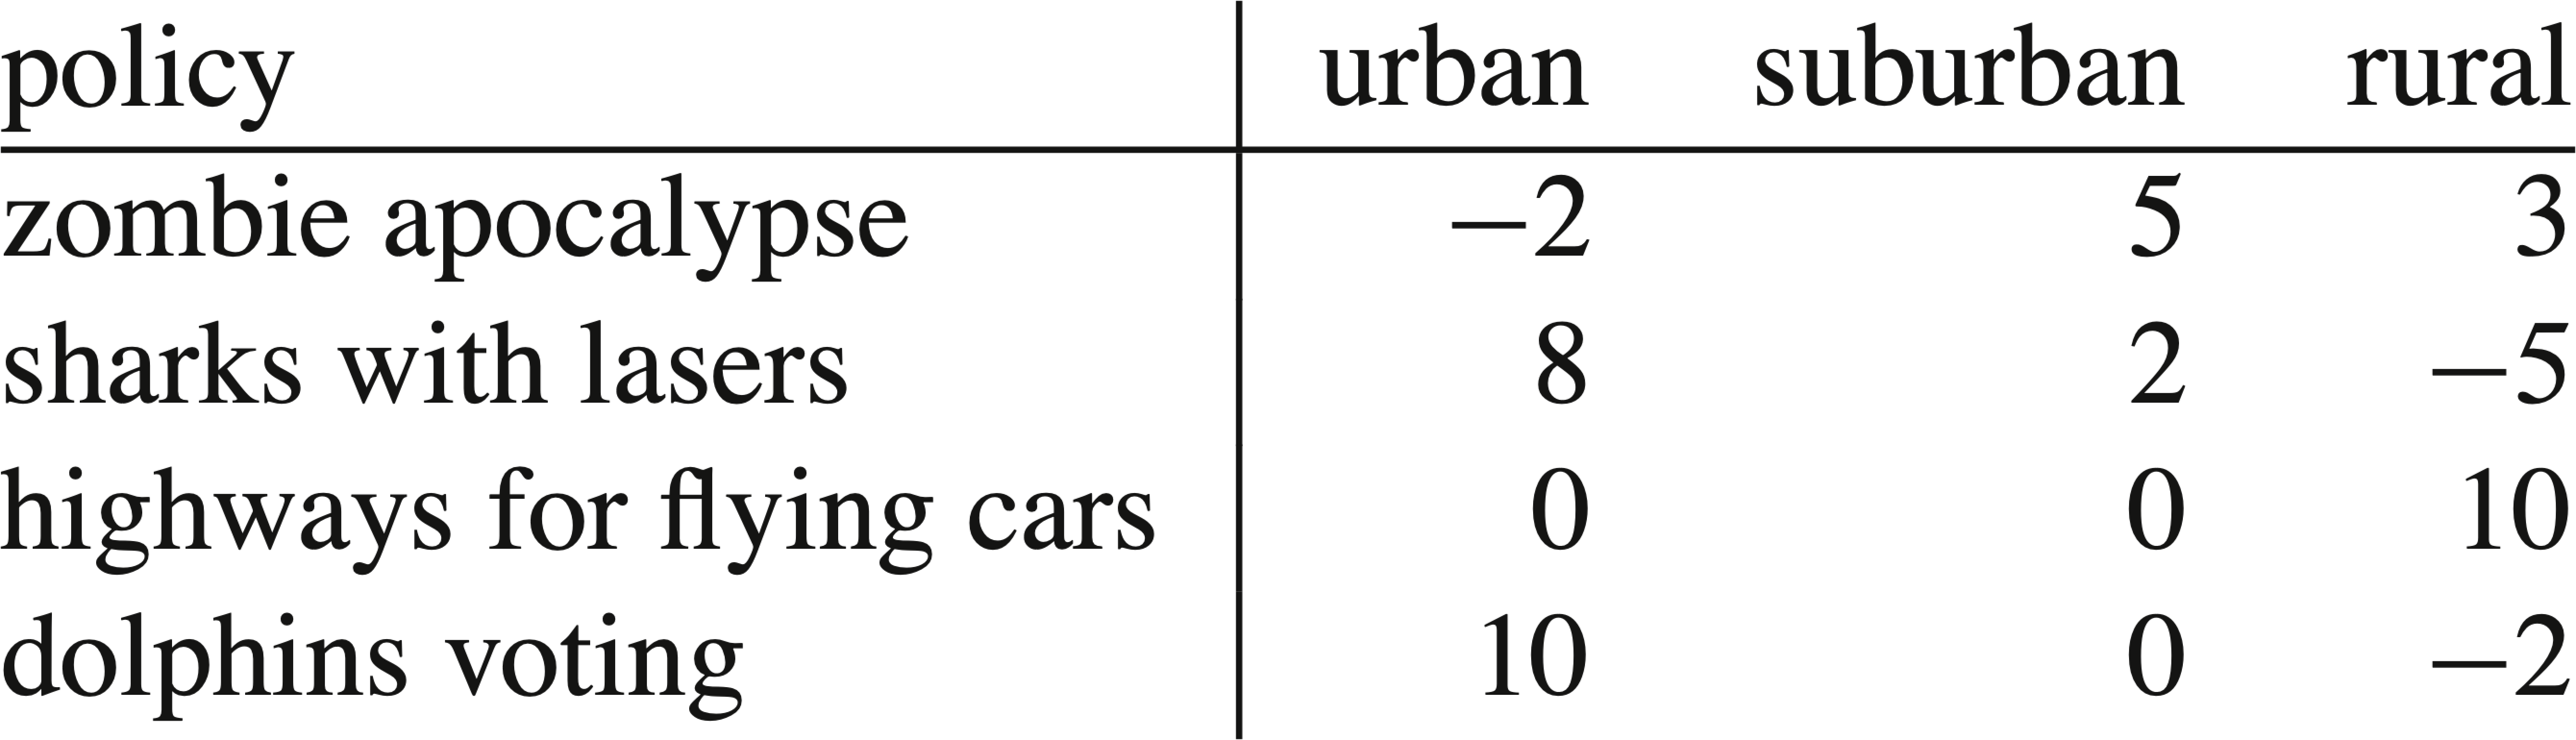 policy urban suburban rural
zombie apocalypse −2 5 3
sharks with lasers 8 2 −5
highways for flying cars 0 0 10
dolphins voting 10 0 −2